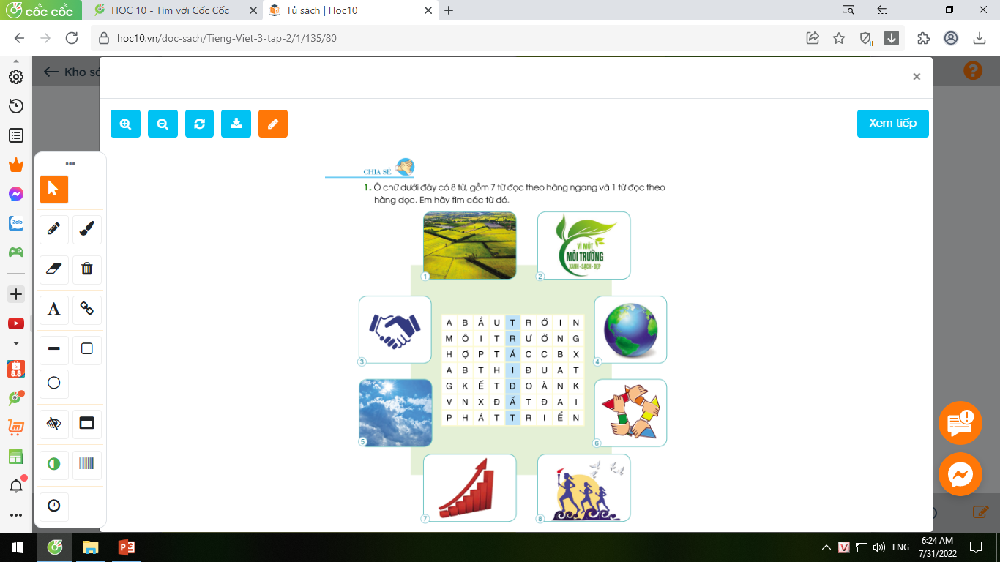 cốc cốc
HOC 10 - Tìm với Cốc Cốc
Tủ sách | Hoc10
hoc10.vn/doc-sach/Tieng-Viet-3-tap-2/1/135/80
Kho sá
Xem tiếp
CHIA SẺ
1. Ô chữ dưới đây có 8 từ, gồm 7 từ đọc theo hàng ngang và 1 từ đọc theo
hàng dọc. Em hãy tìm các từ đó.
VÌ MỘT
MÔI TRƯỜNG
XANH - SẠCH - ĐẸP
1
2
A B Ầ U T R Ờ I N
M Ô I T R Ư Ờ N G
H Ợ P T Á C C B X
A B T H I Đ U A T
G K Ế T Đ O À N K
V N X Đ Ấ T Đ A I
P H Á T T R I Ể N
3
4
5
6
7
8
Zalo
8.8
A
ENG
6:24 AM
7/31/2022